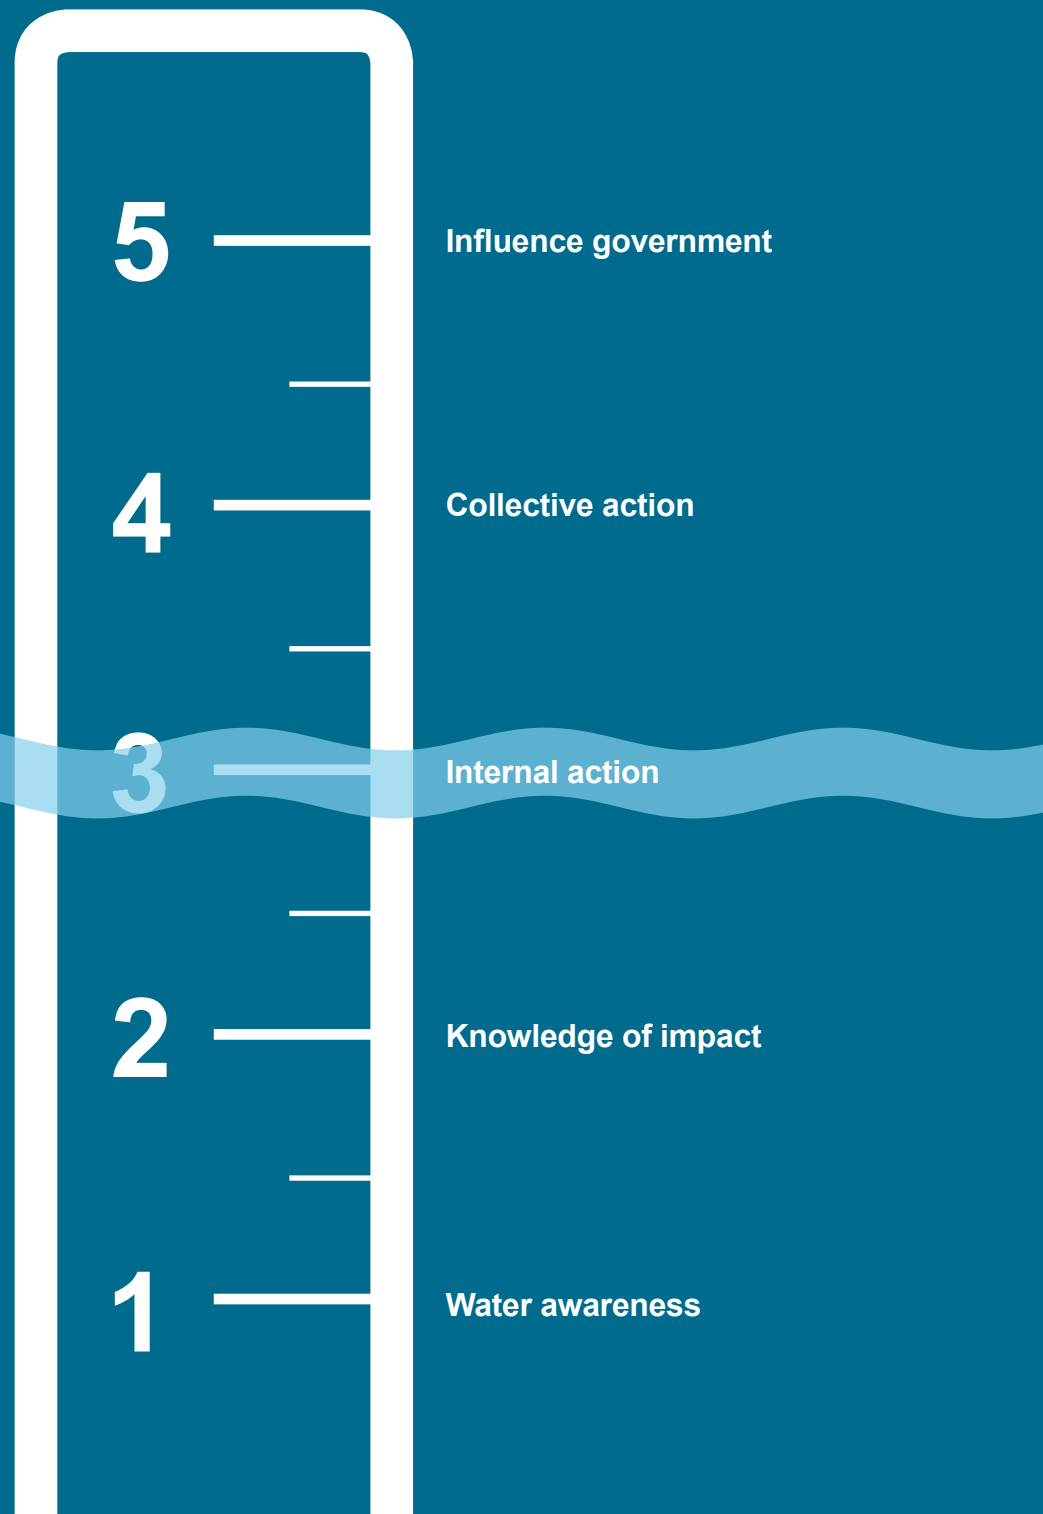 5 Influence government
4 Collective action
3 Internal action
2 Knowledge of impact
1 Water awareness